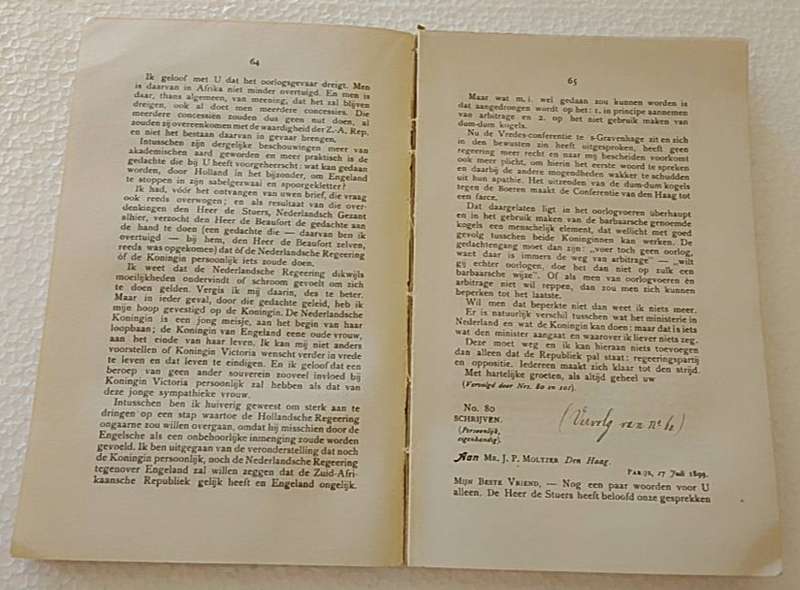 64
Ik geloof met U dat het oorlogsgevaar dreigt. Men
is daarvan in Afrika niet minder overtuigd. En men is
daar, thans algemeen, van meening, dat het zal blijven
dreigen, ook al doet men meerdere concessies. Die
meerdere concessies zouden dus geen nut doen, al
zouden zij overeenkomen met de waardigheid der Z.-A. Rep.
en niet het bestaan daarvan in gevaar brengen.
Intusschen zijn dergelijke beschouwingen meer van
akademischen aard geworden en meer praktisch is de
gedachte die bij U heeft voorgeheerscht: wat kan gedaan
worden, door Holland in het bijzonder, om Engeland
te stoppen in zijn sabelgezwaai en spoorgekletter?
Ik had, vóór het ontvangen van uwen brief, die vraag
ook reeds overwogen; en als resultaat van die over-
denkingen den Heer de Stuers, Nederlandsch Gezant
alhier, verzocht den Heer de Beaufort de gedachte aan
de hand te doen (een gedachte die — daarvan ben ik
overtuigd — bij hem, den Heer de Beaufort zelven,
reeds was opgekomen) dat óf de Nederlandsche Regeering
óf de Koningin persoonlijk iets zoude doen.
Ik weet dat de Nederlandsche Regeering dikwijls
moeilijkheden ondervindt of schroom gevoelt om zich
te doen gelden. Vergis ik mij daarin, des te beter.
Maar in ieder geval, door die gedachte geleid, heb ik
mijn hoop gevestigd op de Koningin. De Nederlandsche
Koningin is een jong meisje, aan het begin van haar
loopbaan; de Koningin van Engeland eene oude vrouw,
aan het einde van haar leven. Ik kan mij niet anders
voorstellen of Koningin Victoria wenscht verder in vrede
te leven en dat leven te eindigen. En ik geloof dat een
beroep van geen ander souverein zooveel invloed bij
Koningin Victoria persoonlijk zal hebben als dat van
deze jonge sympathieke vrouw.
Intusschen ben ik huiverig geweest om sterk aan te
dringen op een stap waartoe de Hollandsche Regeering
ongaarne zou willen overgaan, omdat hij misschien door de
Engelsche als een onbehoorlijke inmenging zoude worden
gevoeld. Ik ben uitgegaan van de veronderstelling dat noch
de Koningin persoonlijk, noch de Nederlandsche Regeering
tegenover Engeland zal willen zeggen dat de Zuid-Afri-
kaansche Republiek gelijk heeft en Engeland ongelijk.
65
Maar wat m. i. wel gedaan zou kunnen worden is
dat aangedrongen wordt op het: 1. in principe aannemen
van arbitrage en 2. op het niet gebruik maken van
dum-dum kogels.
Nu de Vredes-conferentie te 's-Gravenhage zit en zich
in den bewusten zin heeft uitgesproken, heeft geen
regeering meer recht en naar mij bescheiden voorkomt
ook meer plicht, om hierin het eerste woord te spreken
en daarbij de andere mogendheden wakker te schudden
uit hun apathie. Het uitzenden van de dum-dum kogels
tegen de Boeren maakt de Conferentie van den Haag tot
een farce.
Dat daargelaten ligt in het oorlogvoeren überhaupt
en in het gebruik maken van de barbaarsche genoemde
kogels een menschelijk element, dat wellicht met goed
gevolg tusschen beide Koninginnen kan werken. De
gedachtengang moet dan zijn: „voer toch geen oorlog,
waet daar is immers de weg van arbitrage" — „wilt
gij echter oorlogen, doe het dan niet op zulk een
barbaarsche wijze". Of als men van oorlogvoeren èn
arbitrage niet wil reppen, dan zou men zich kunnen
beperken tot het laatste.
Wil men dat beperkte niet dan weet ik niets meer.
Er is natuurlijk verschil tusschen wat het ministerie in
Nederland en wat de Koningin kan doen; maar dat is iets
wat den minister aangaat en waarover ik liever niets zeg.
Deze moet weg en ik kan hieraan niets toevoegen
dan alleen dat de Republiek pal staat: regeeringspartij
en oppositie. Iedereen maakt zich klaar tot den strijd.
Met hartelijke groeten, als altijd geheel uw
(Vervolgd door Nrs. 80 en 101).
No. 80
SCHRIJVEN.
(Persoonlijk,
eigenhandig).
(Vervolg van no
Aan MR. J. P. MOLTZER Den Haag.
PARIJS, 17 Juli 1899.
MIJN BESTE VRIEND, — Nog een paar woorden voor U
alleen. De Heer de Stuers heeft beloofd onze gesprekken